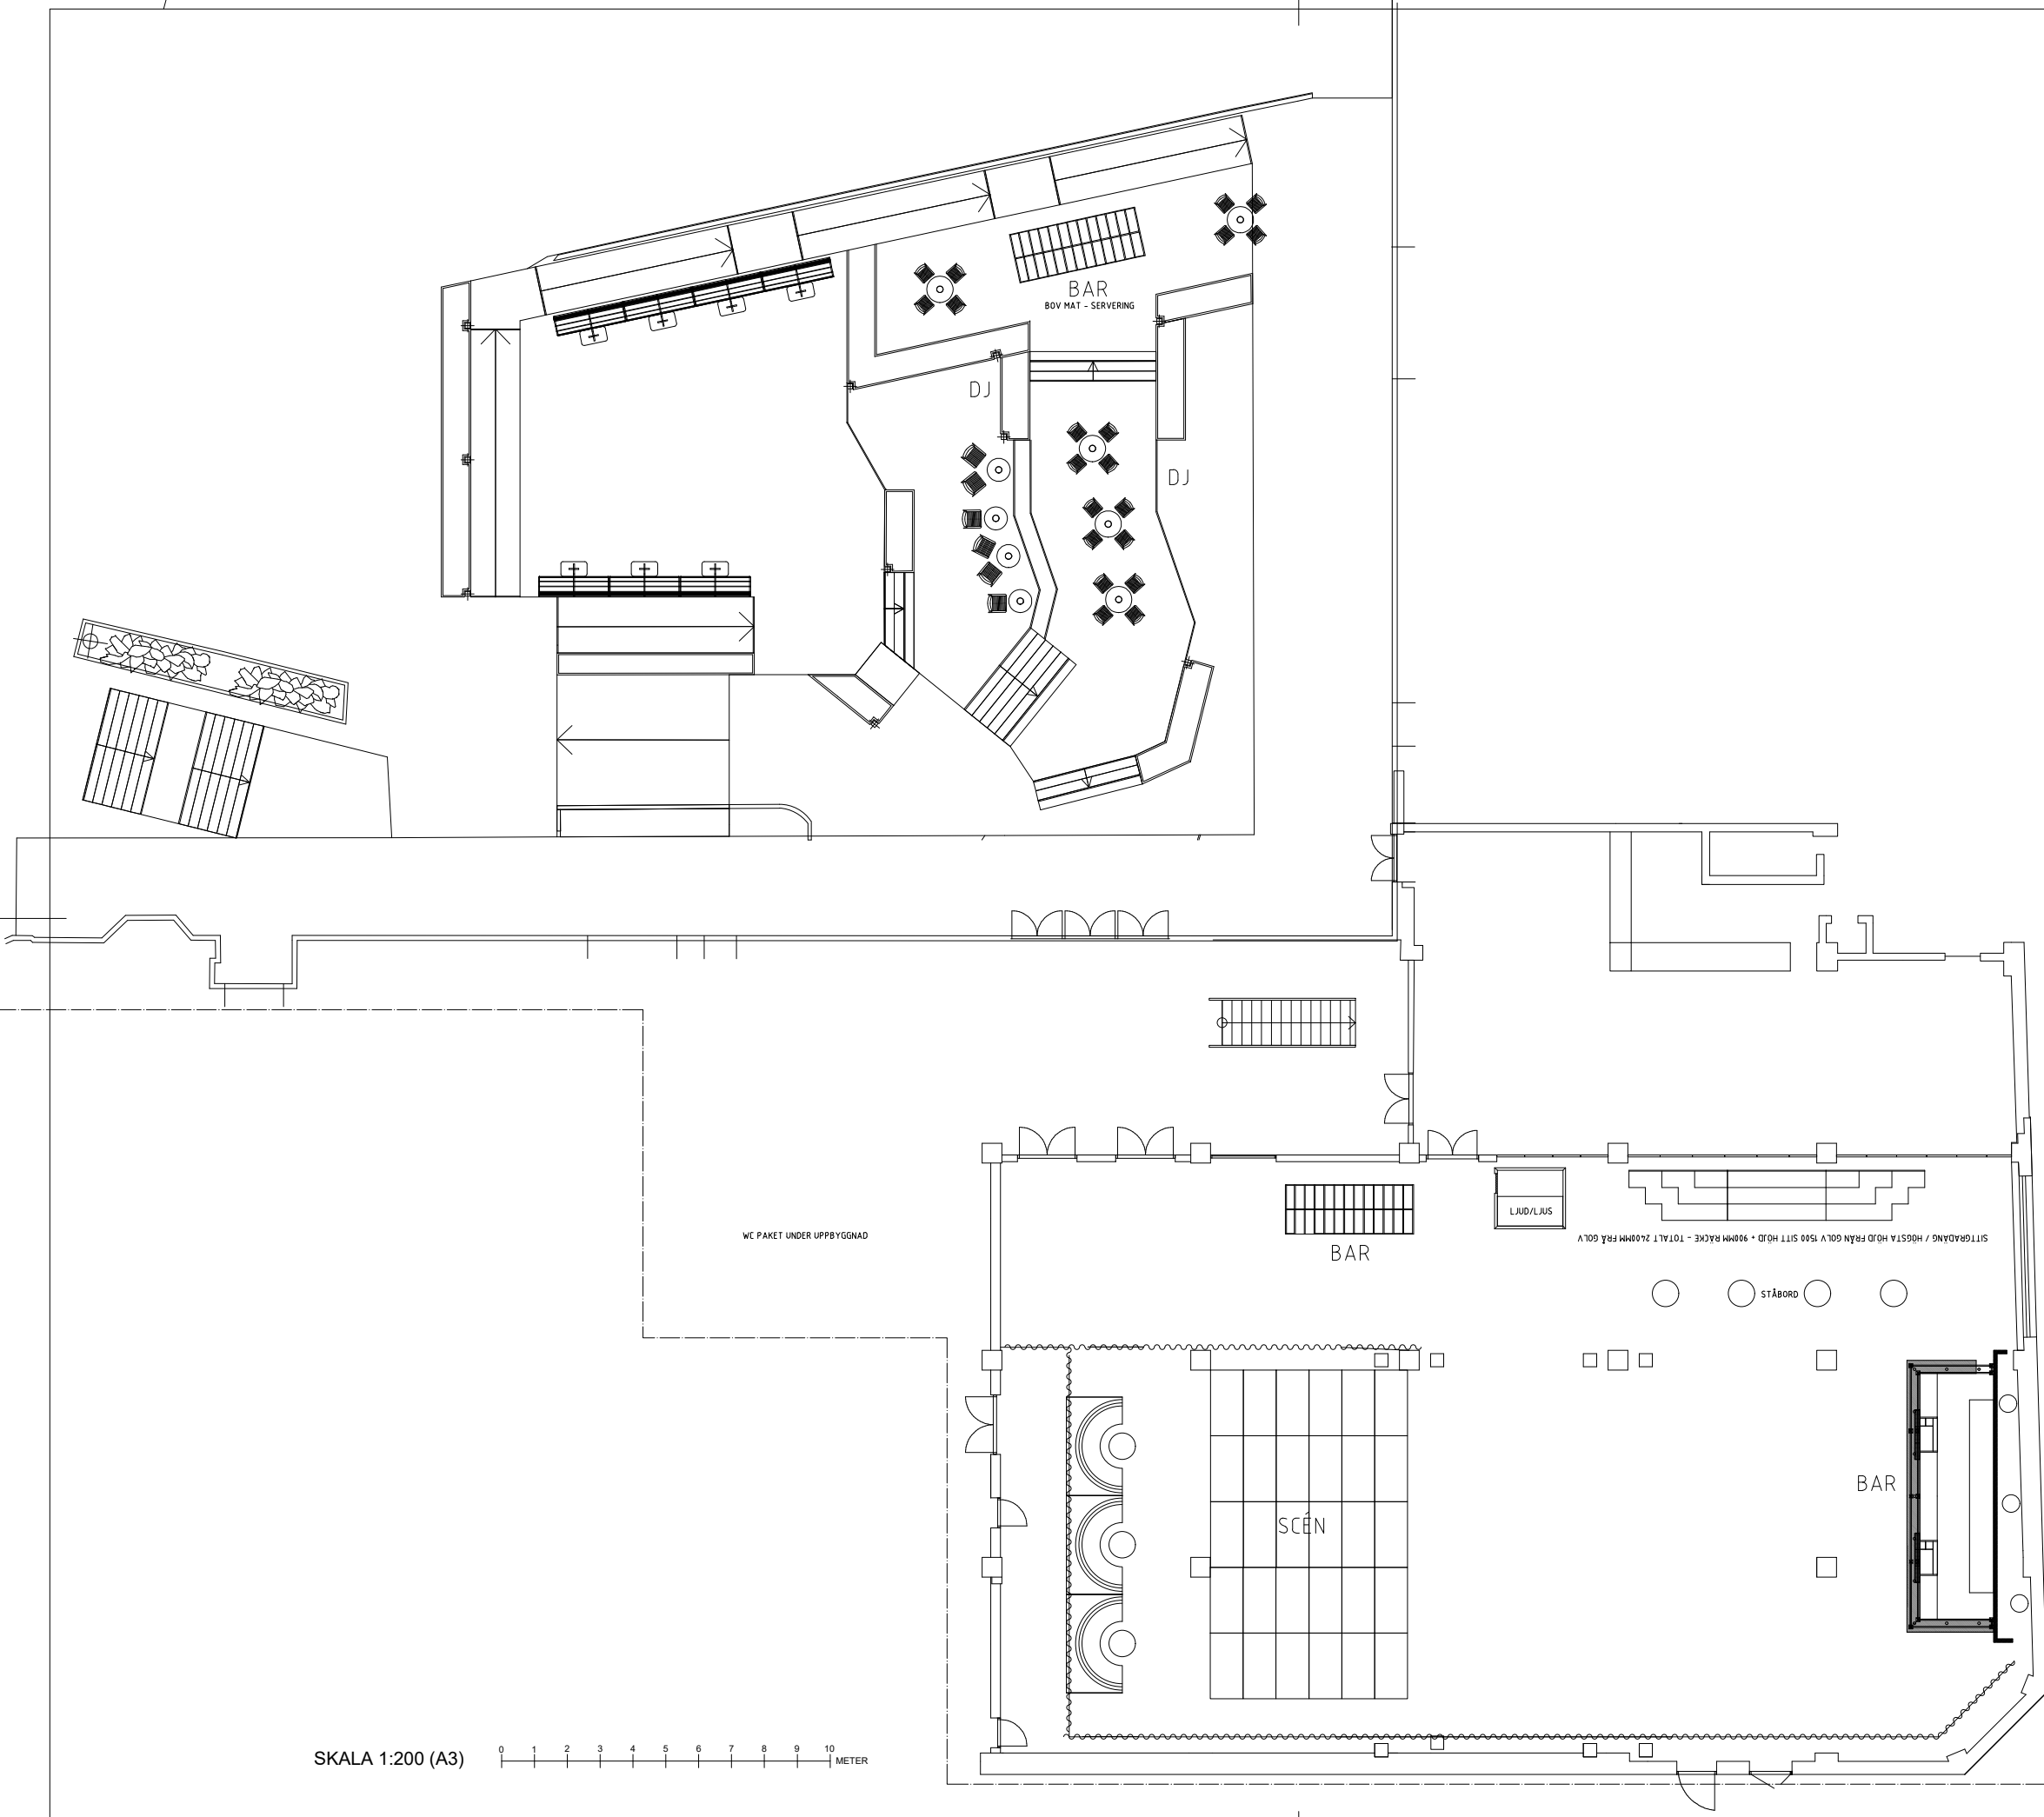 BAR
BOV MAT - SERVERING
DJ
DJ
LJUD/LJUS
WC PAKET UNDER UPPBYGGNAD
BAR
SITTGRADÄNG / HÖGSTA HÖJD FRÅN GOLV 1500 SITT HÖJD + 900MM RÄCKE - TOTALT 2400MM FRÅ GOLV
STÅBORD
BAR
SCÉN
SKALA 1:200 (A3)
0 1 2 3 4 5 6 7 8 9 10
METER